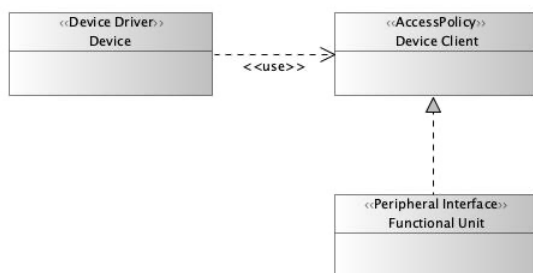 ‹‹Device Driver››
Device
<<use>>
‹‹AccessPolicy››
Device Client
‹‹Peripheral Interface››
Functional Unit